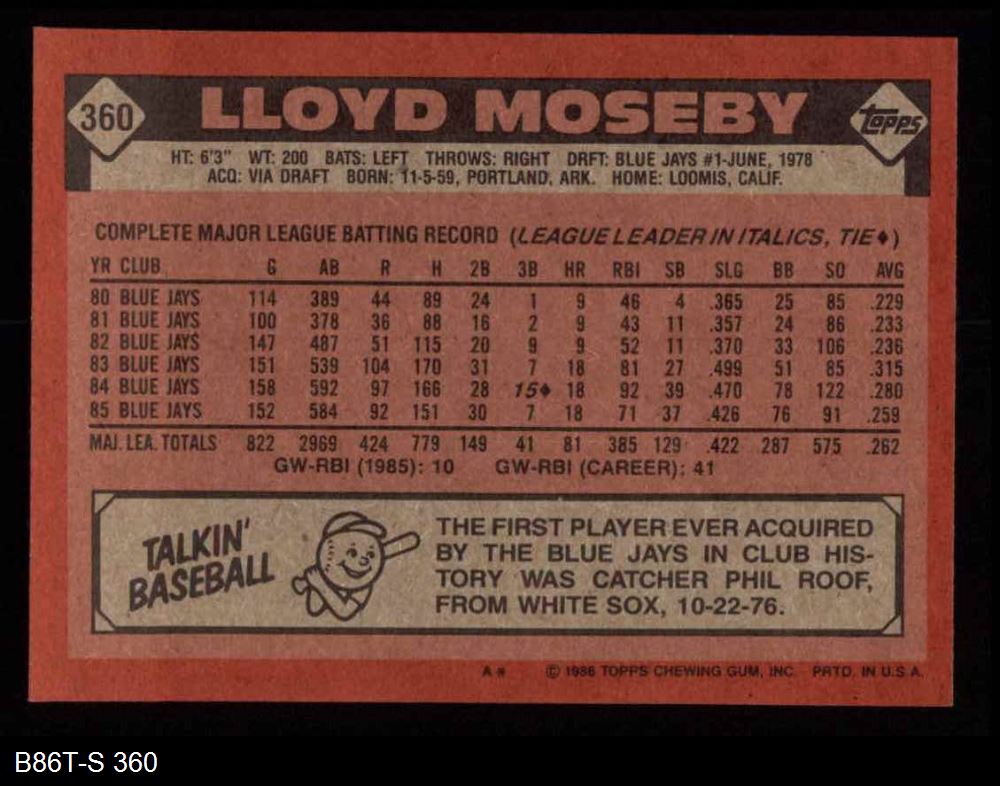 360 LLOYD MOSEBY Topps
HT: 6'3" WT: 200 BATS: LEFT THROWS: RIGHT DRFT: BLUE JAYS #1-JUNE, 1978
ACQ: VIA DRAFT BORN: 11-5-59, PORTLAND, ARK. HOME: LOOMIS, CALIF.
COMPLETE MAJOR LEAGUE BATTING RECORD (LEAGUE LEADER IN ITALICS, TIE♦)
YR CLUB G AB R H 2B 3B HR RBI SB SLG BB SO AVG
80 BLUE JAYS 114 389 44 89 24 1 9 46 4 .365 25 85 .229
81 BLUE JAYS 100 378 36 88 16 2 9 43 11 .357 24 86 .233
82 BLUE JAYS 147 487 51 115 20 9 9 52 11 .370 33 106 .236
83 BLUE JAYS 151 539 104 170 31 7 18 81 27 .499 51 85 .315
84 BLUE JAYS 158 592 97 166 28 15♦ 18 92 39 .470 78 122 .280
85 BLUE JAYS 152 584 92 151 30 7 18 71 37 .426 76 91 .259
MAJ. LEA. TOTALS 822 2969 424 779 149 41 81 385 129 .422 287 575 .262
GW-RBI (1985): 10 GW-RBI (CAREER): 41
TALKIN'
BASEBALL
THE FIRST PLAYER EVER ACQUIRED
BY THE BLUE JAYS IN CLUB HIS-
TORY WAS CATCHER PHIL ROOF,
FROM WHITE SOX, 10-22-76.
A* © 1986 TOPPS CHEWING GUM, INC. PRTD. IN U.S.A.
B86T-S 360